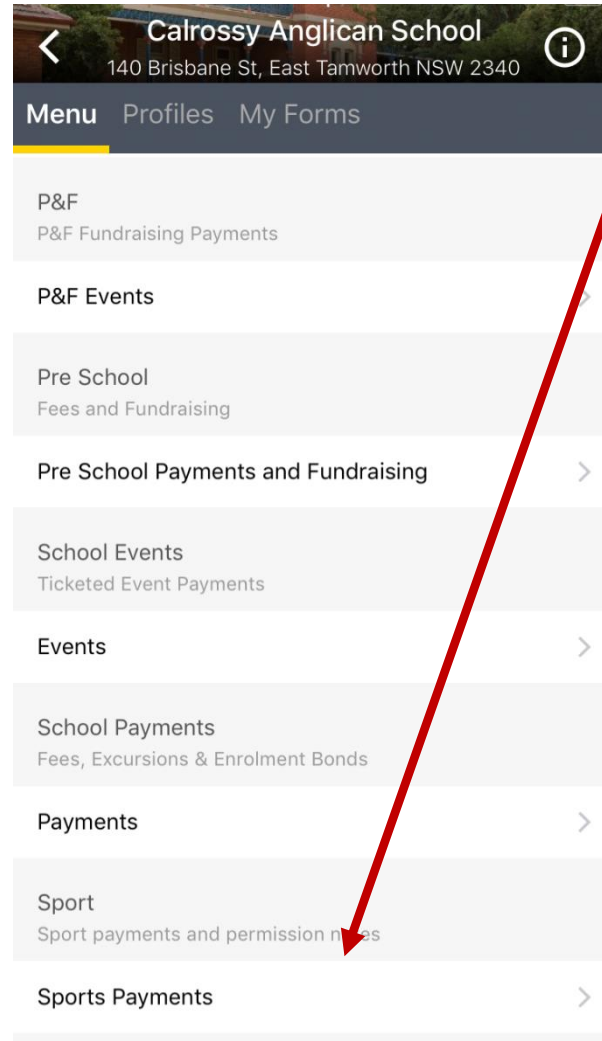 Calrossy Anglican School
140 Brisbane St, East Tamworth NSW 2340
Menu Profiles My Forms
P&F
P&F Fundraising Payments
P&F Events
Pre School
Fees and Fundraising
Pre School Payments and Fundraising
School Events
Ticketed Event Payments
Events
School Payments
Fees, Excursions & Enrolment Bonds
Payments
Sport
Sport payments and permission notes
Sports Payments